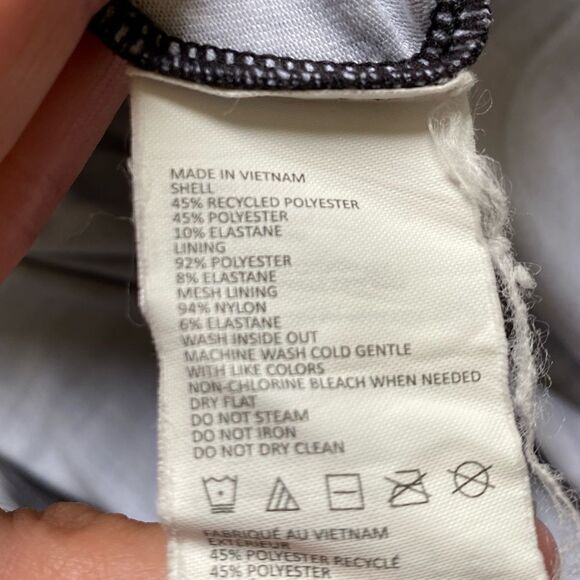 MADE IN VIETNAM
SHELL
45% RECYCLED POLYESTER
45% POLYESTER
10% ELASTANE
LINING
92% POLYESTER
8% ELASTANE
MESH LINING
94% NYLON
6% ELASTANE
WASH INSIDE OUT
MACHINE WASH COLD GENTLE
WITH LIKE COLORS
NON-CHLORINE BLEACH WHEN NEEDED
DRY FLAT
DO NOT STEAM
DO NOT IRON
DO NOT DRY CLEAN
FABRIQUÉ AU VIETNAM
EXTÉRIEUR
45% POLYESTER RECYCLÉ
45% POLYESTER